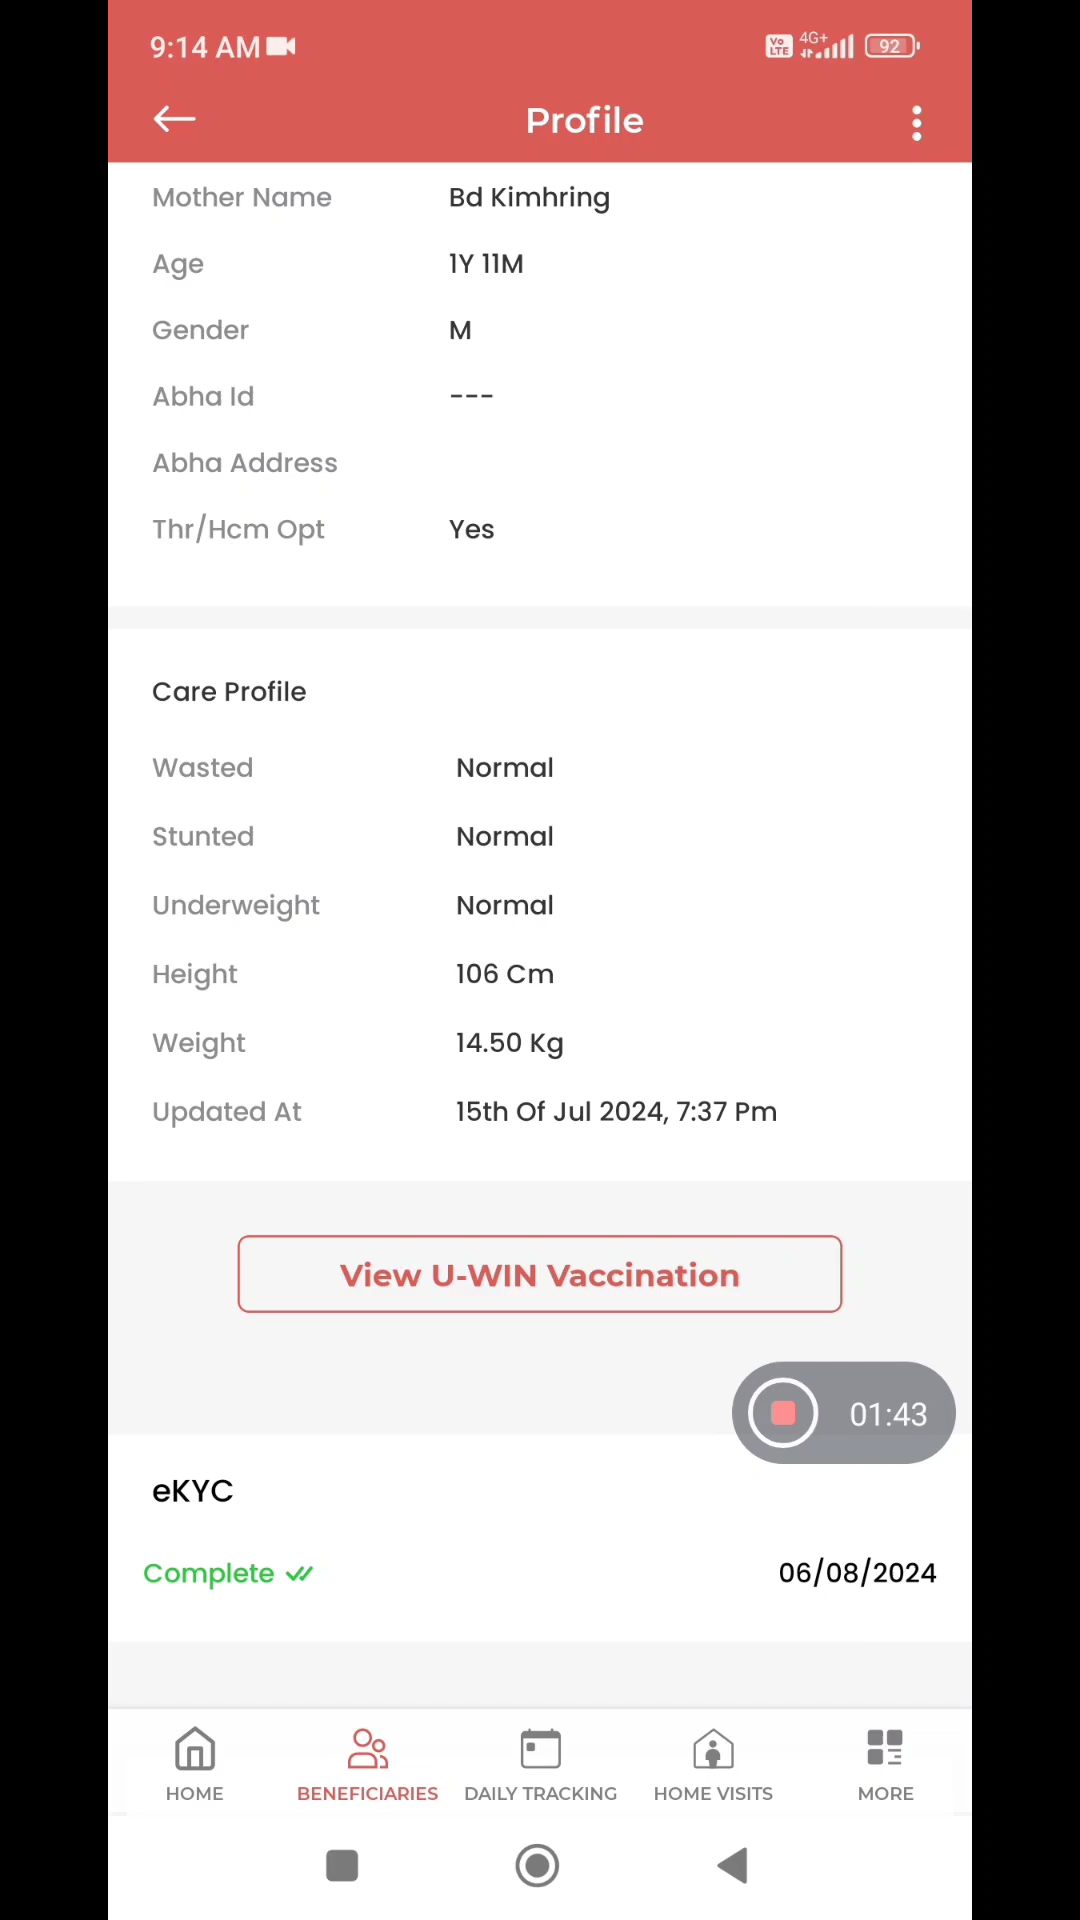 9:14 AM
Vo LTE 4G+ 92
Profile
Mother Name Bd Kimhring
Age 1Y 11M
Gender M
Abha Id ---
Abha Address
Thr/Hcm Opt Yes
Care Profile
Wasted Normal
Stunted Normal
Underweight Normal
Height 106 Cm
Weight 14.50 Kg
Updated At 15th Of Jul 2024, 7:37 Pm
View U-WIN Vaccination
01:43
eKYC
Complete 06/08/2024
HOME BENEFICIARIES DAILY TRACKING HOME VISITS MORE